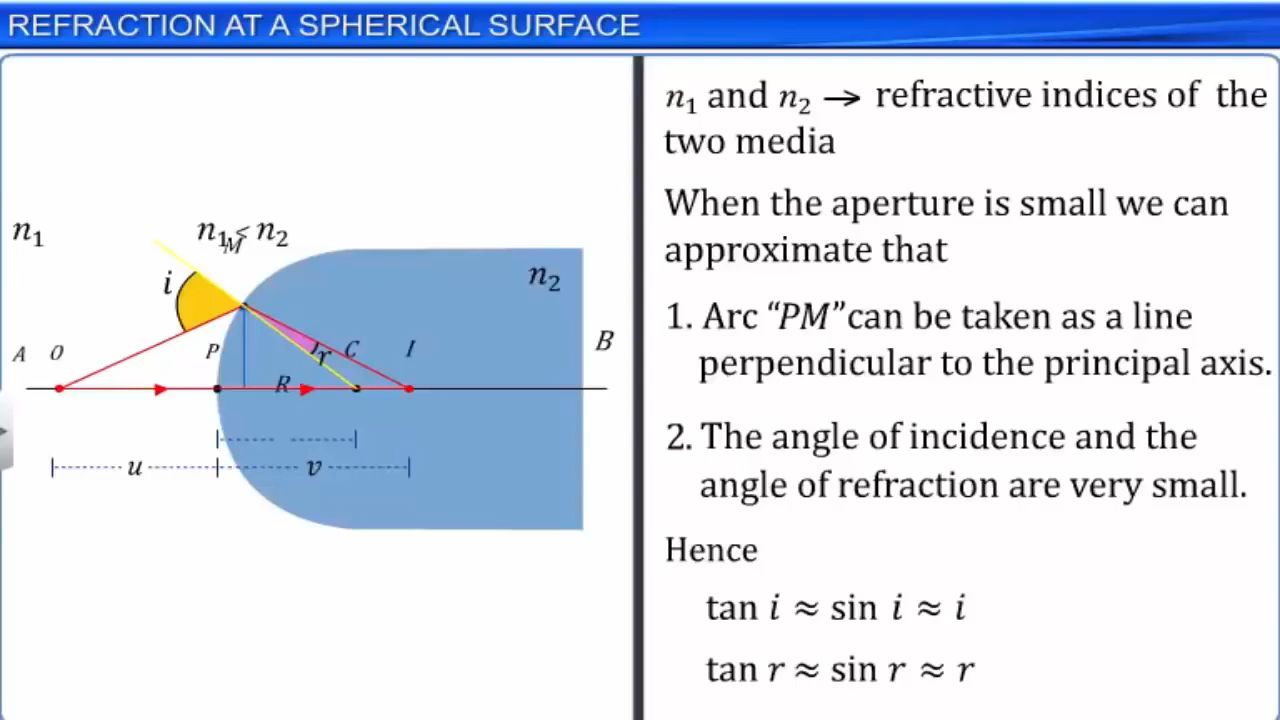 REFRACTION AT A SPHERICAL SURFACE
n₁
n₁ < n₂
M
i
n₂
A O P r C I B
R
u v
n₁ and n₂ → refractive indices of the
two media
When the aperture is small we can
approximate that
1. Arc “PM” can be taken as a line
perpendicular to the principal axis.
2. The angle of incidence and the
angle of refraction are very small.
Hence
tan i ≈ sin i ≈ i
tan r ≈ sin r ≈ r